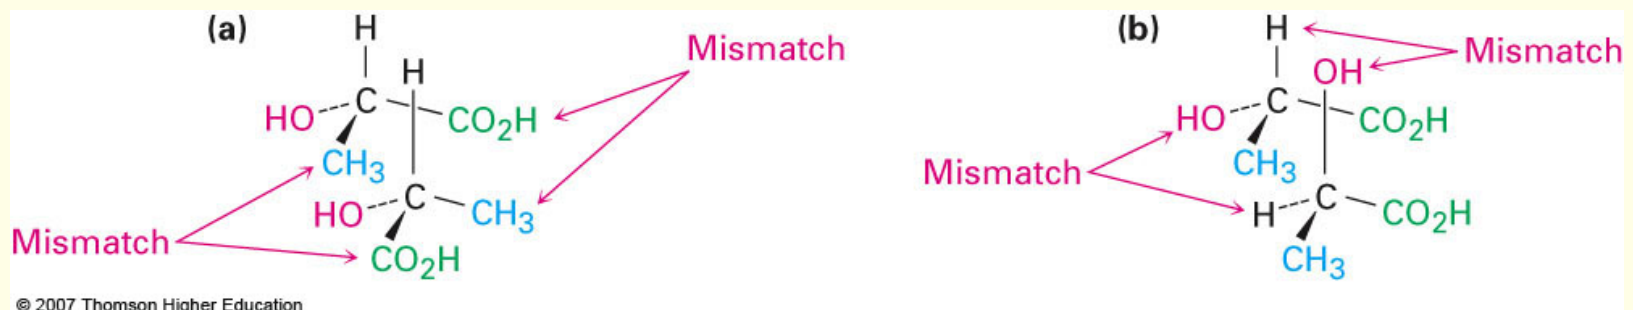 (a)
H
H
Mismatch
HO
C
CO2H
CH3
HO
C
CH3
Mismatch
CO2H
(b)
H
Mismatch
OH
HO
C
CO2H
CH3
Mismatch
H
C
CO2H
CH3
© 2007 Thomson Higher Education